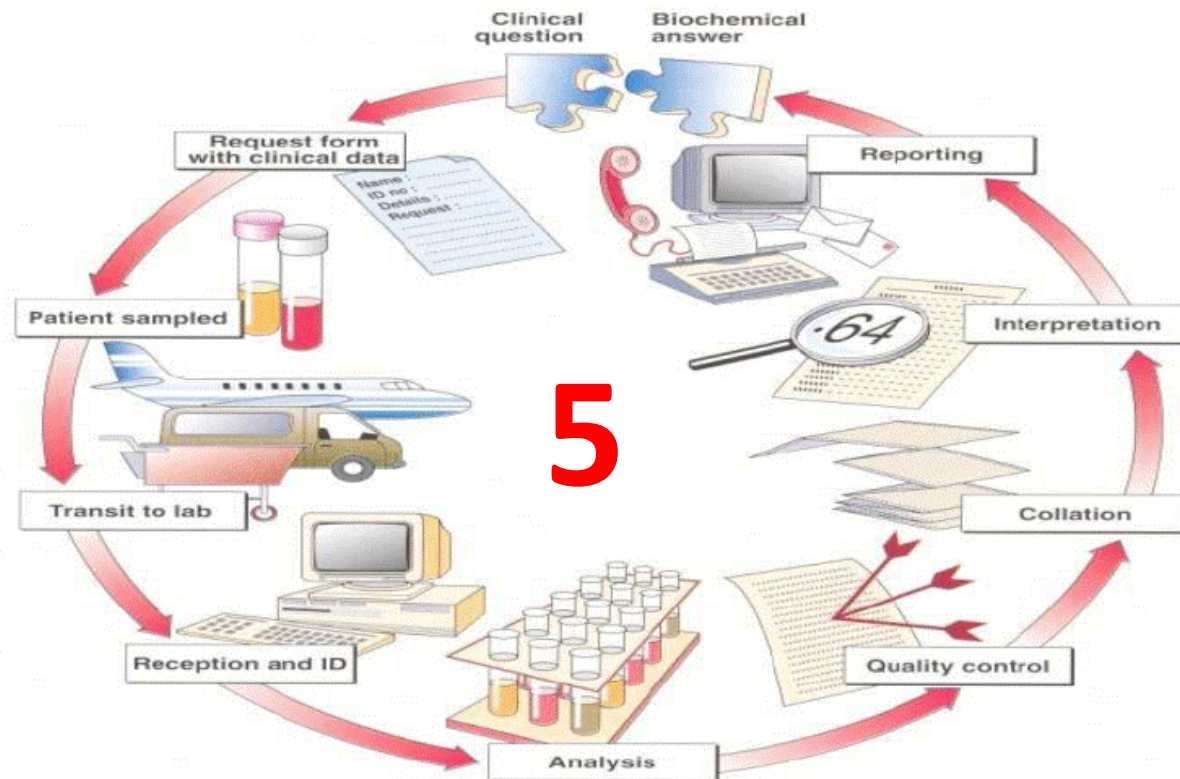 Clinical
question
Biochemical
answer
Request form
with clinical data
Name :
ID no :
Details :
Request :
Reporting
Patient sampled
Interpretation
.64
5
Transit to lab
Collation
Reception and ID
Quality control
Analysis